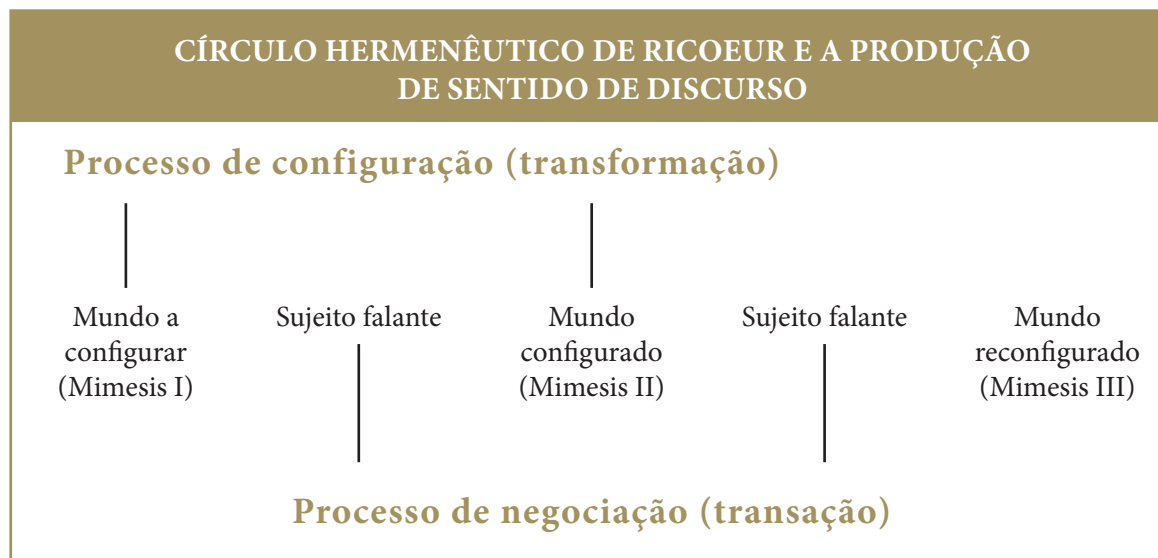 CÍRCULO HERMENÊUTICO DE RICOEUR E A PRODUÇÃO
DE SENTIDO DE DISCURSO
Processo de configuração (transformação)
Mundo a
configurar
(Mimesis I)
Sujeito falante
Mundo
configurado
(Mimesis II)
Sujeito falante
Mundo
reconfigurado
(Mimesis III)
Processo de negociação (transação)